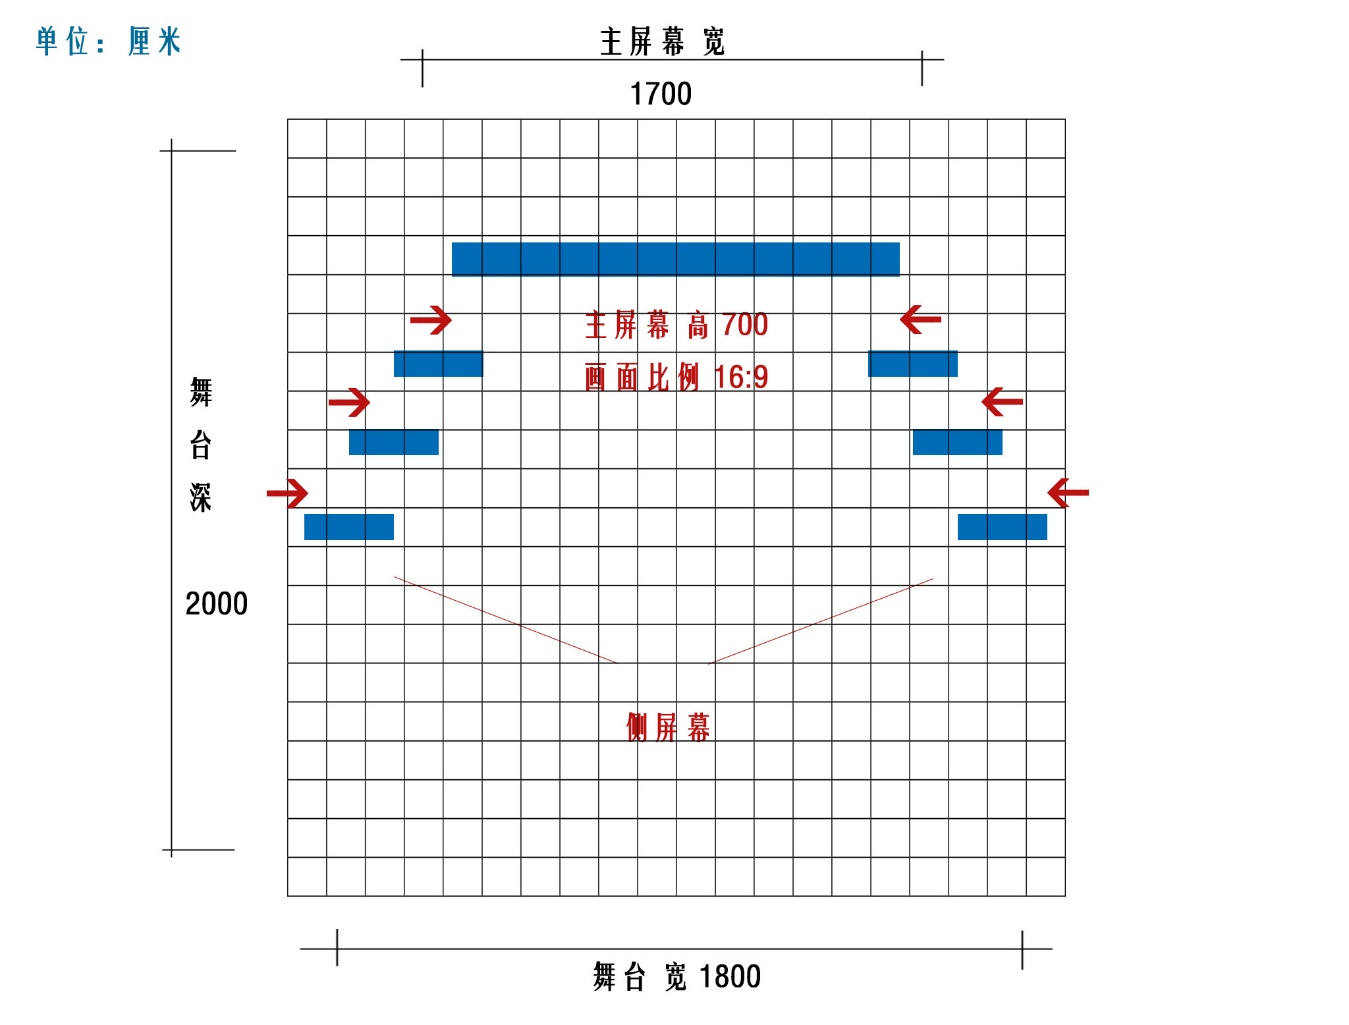 单位：厘米
主屏幕 宽
1700
主屏幕 高 700
画面比例 16:9
舞台深
2000
侧屏幕
舞台 宽 1800